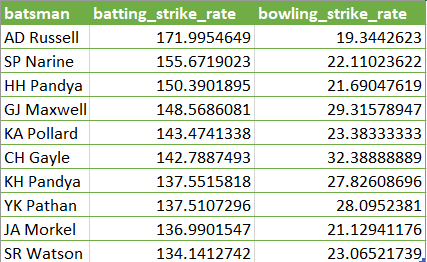 batsman batting_strike_rate bowling_strike_rate
AD Russell 171.9954649 19.3442623
SP Narine 155.6719023 22.11023622
HH Pandya 150.3901895 21.69047619
GJ Maxwell 148.5686081 29.31578947
KA Pollard 143.4741338 23.38333333
CH Gayle 142.7887493 32.38888889
KH Pandya 137.5515818 27.82608696
YK Pathan 137.5107296 28.0952381
JA Morkel 136.9901547 21.12941176
SR Watson 134.1412742 23.06521739